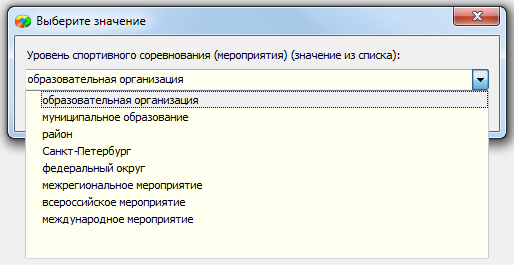 Выберите значение
Уровень спортивного соревнования (мероприятия) (значение из списка):
образовательная организация
образовательная организация
муниципальное образование
район
Санкт-Петербург
федеральный округ
межрегиональное мероприятие
всероссийское мероприятие
международное мероприятие